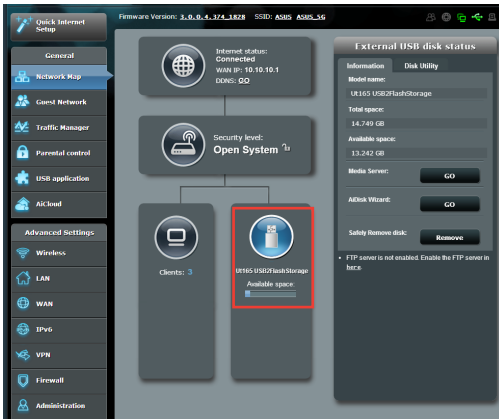 Quick Internet
Setup
Firmware Version: 3.0.0.4.374_1828 SSID: ASUS ASUS_5G
General
Network Map
Guest Network
Traffic Manager
Parental control
USB application
AiCloud
Advanced Settings
Wireless
LAN
WAN
IPv6
VPN
Firewall
Administration
Internet status:
Connected
WAN IP: 10.10.10.1
DDNS: GO
Security level:
Open System
Clients: 3
Ut165 USB2FlashStorage
Available space:
External USB disk status
Information Disk Utility
Model name:
Ut165 USB2FlashStorage
Total space:
14.749 GB
Available space:
13.242 GB
Media Server: GO
AiDisk Wizard: GO
Safely Remove disk: Remove
• FTP server is not enabled. Enable the FTP server in
here